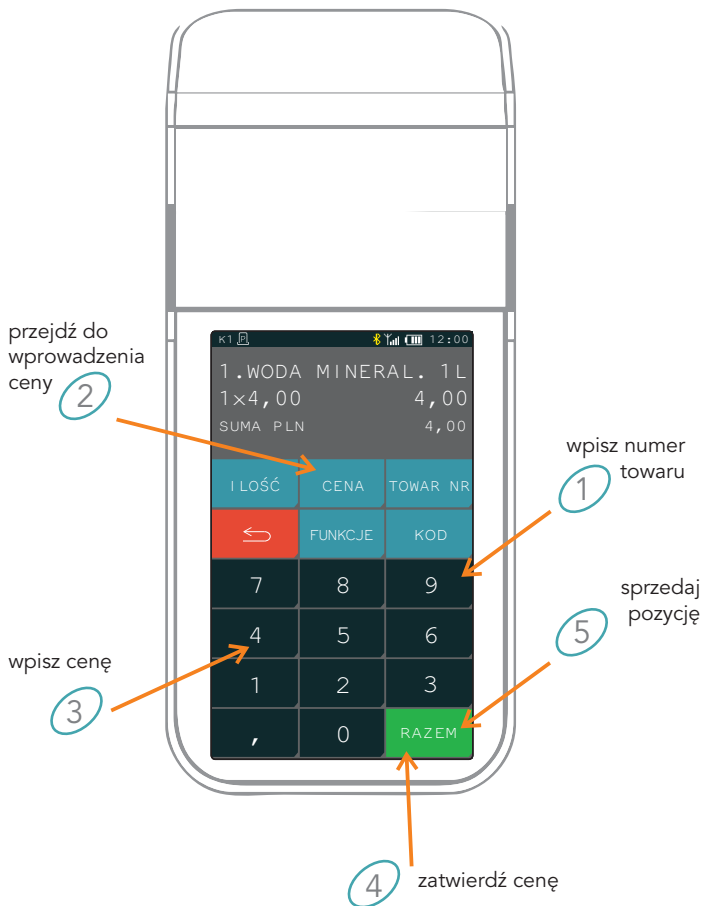 przejdź do
wprowadzenia
ceny
2
K1 P 12:00
1.WODA MINERAL. 1L
1×4,00 4,00
SUMA PLN 4,00
wpisz numer
towaru
1
ILOŚĆ CENA TOWAR NR
FUNKCJE KOD
7 8 9
sprzedaj
pozycję
5
4 5 6
wpisz cenę
3
1 2 3
, 0 RAZEM
4 zatwierdź cenę